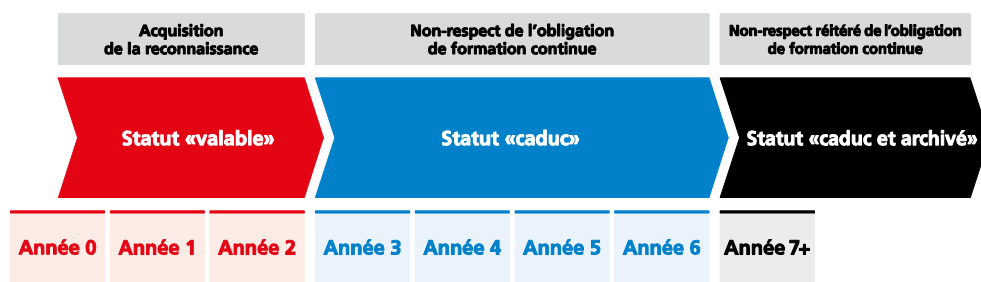 Acquisition
de la reconnaissance
Non-respect de l’obligation
de formation continue
Non-respect réitéré de l’obligation
de formation continue
Statut «valable»
Statut «caduc»
Statut «caduc et archivé»
Année 0
Année 1
Année 2
Année 3
Année 4
Année 5
Année 6
Année 7+